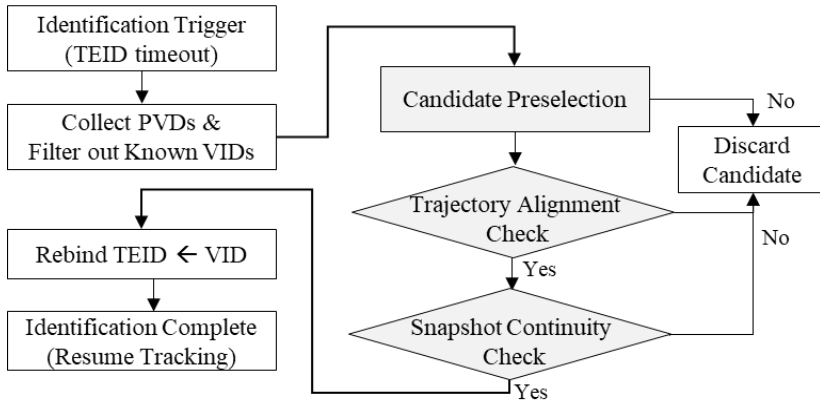 Identification Trigger
(TEID timeout)
Collect PVDs &
Filter out Known VIDs
Candidate Preselection
No
Discard
Candidate
Trajectory Alignment
Check
No
Yes
Snapshot Continuity
Check
Yes
Rebind TEID ← VID
Identification Complete
(Resume Tracking)